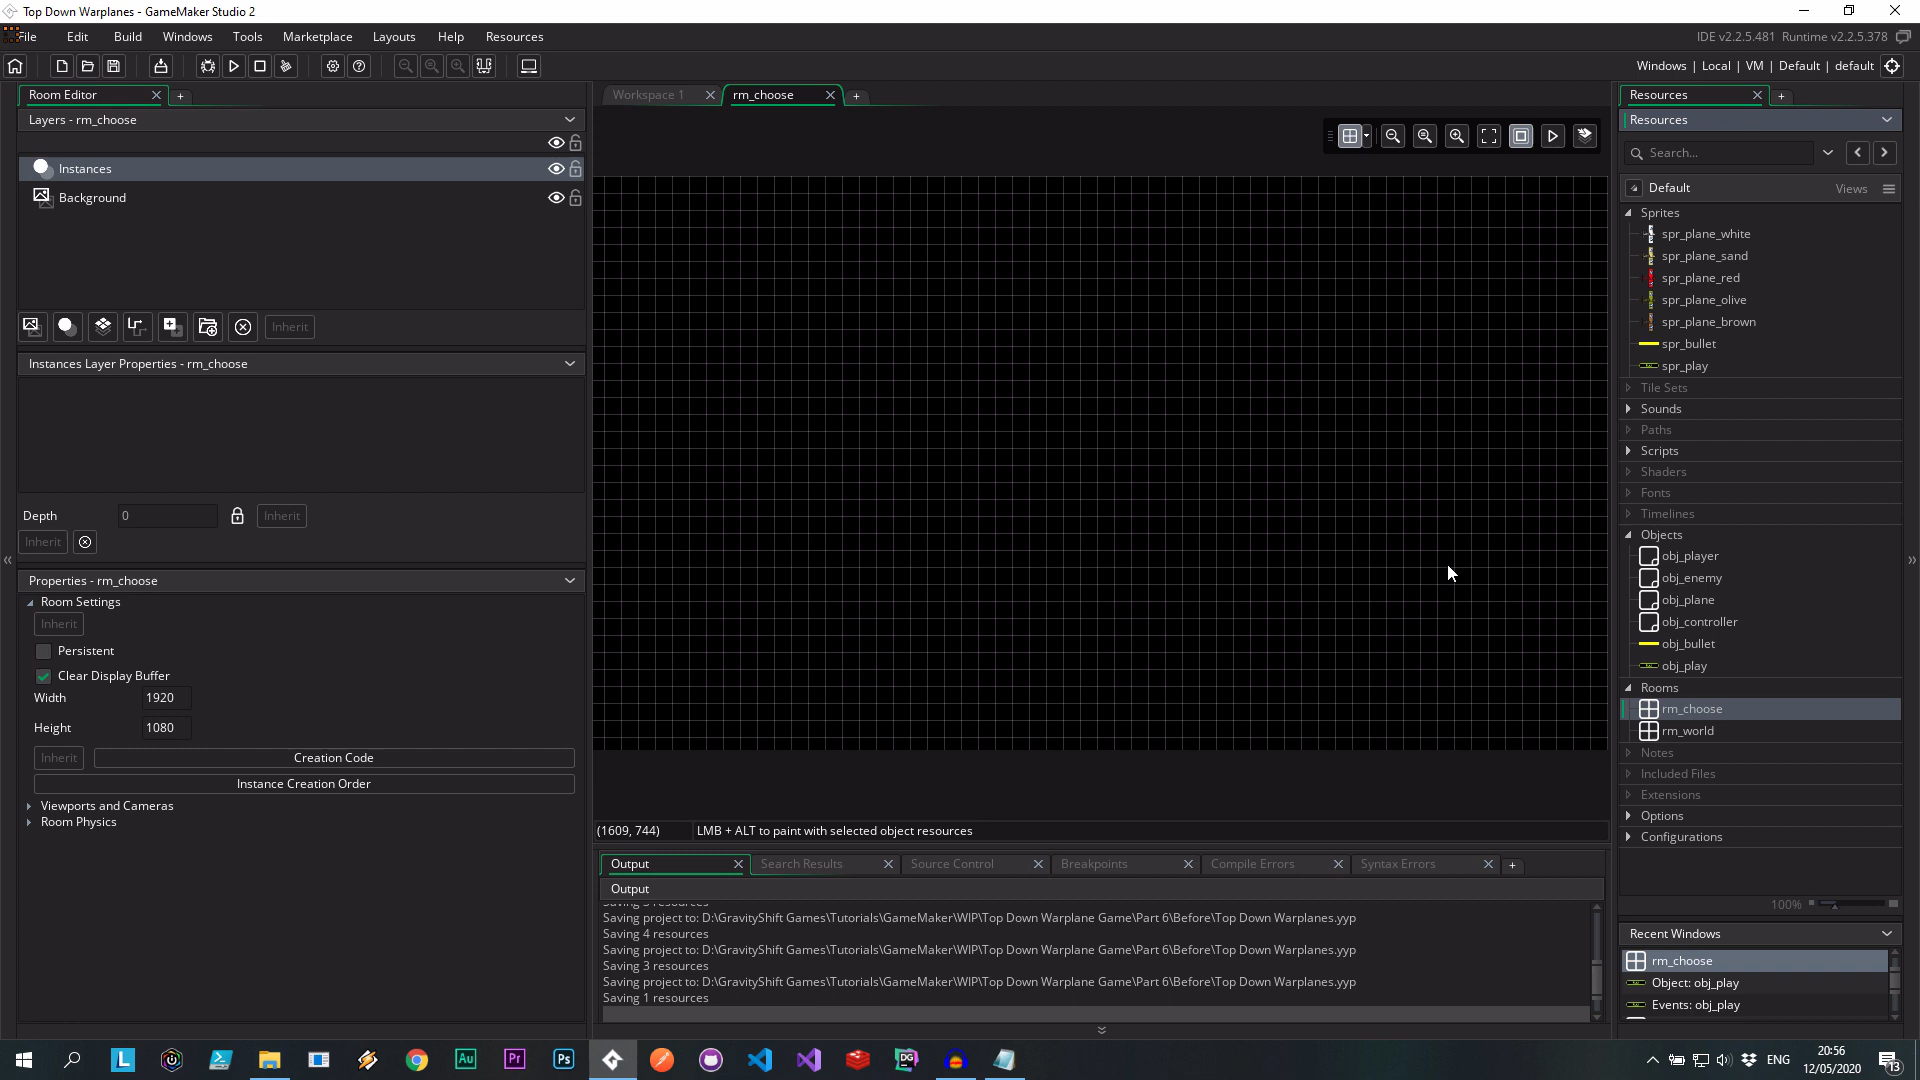 Top Down Warplanes - GameMaker Studio 2
File Edit Build Windows Tools Marketplace Layouts Help Resources
IDE v2.2.5.481 Runtime v2.2.5.378
Windows | Local | VM | Default | default
Room Editor
Layers - rm_choose
Instances
Background
Inherit
Instances Layer Properties - rm_choose
Depth 0 Inherit
Inherit
Properties - rm_choose
Room Settings
Inherit
Persistent
Clear Display Buffer
Width 1920
Height 1080
Inherit Creation Code
Instance Creation Order
Viewports and Cameras
Room Physics
Workspace 1 rm_choose
(1609, 744) LMB + ALT to paint with selected object resources
Output Search Results Source Control Breakpoints Compile Errors Syntax Errors
Output
Saving project to: D:\GravityShift Games\Tutorials\GameMaker\WIP\Top Down Warplane Game\Part 6\Before\Top Down Warplanes.yyp
Saving 4 resources
Saving project to: D:\GravityShift Games\Tutorials\GameMaker\WIP\Top Down Warplane Game\Part 6\Before\Top Down Warplanes.yyp
Saving 3 resources
Saving project to: D:\GravityShift Games\Tutorials\GameMaker\WIP\Top Down Warplane Game\Part 6\Before\Top Down Warplanes.yyp
Saving 1 resources
Resources
Resources
Search...
Default Views
Sprites
spr_plane_white
spr_plane_sand
spr_plane_red
spr_plane_olive
spr_plane_brown
spr_bullet
spr_play
Tile Sets
Sounds
Paths
Scripts
Shaders
Fonts
Timelines
Objects
obj_player
obj_enemy
obj_plane
obj_controller
obj_bullet
obj_play
Rooms
rm_choose
rm_world
Notes
Included Files
Extensions
Options
Configurations
100%
Recent Windows
rm_choose
Object: obj_play
Events: obj_play
L Au Pr Ps DG
ENG
20:56
12/05/2020
13